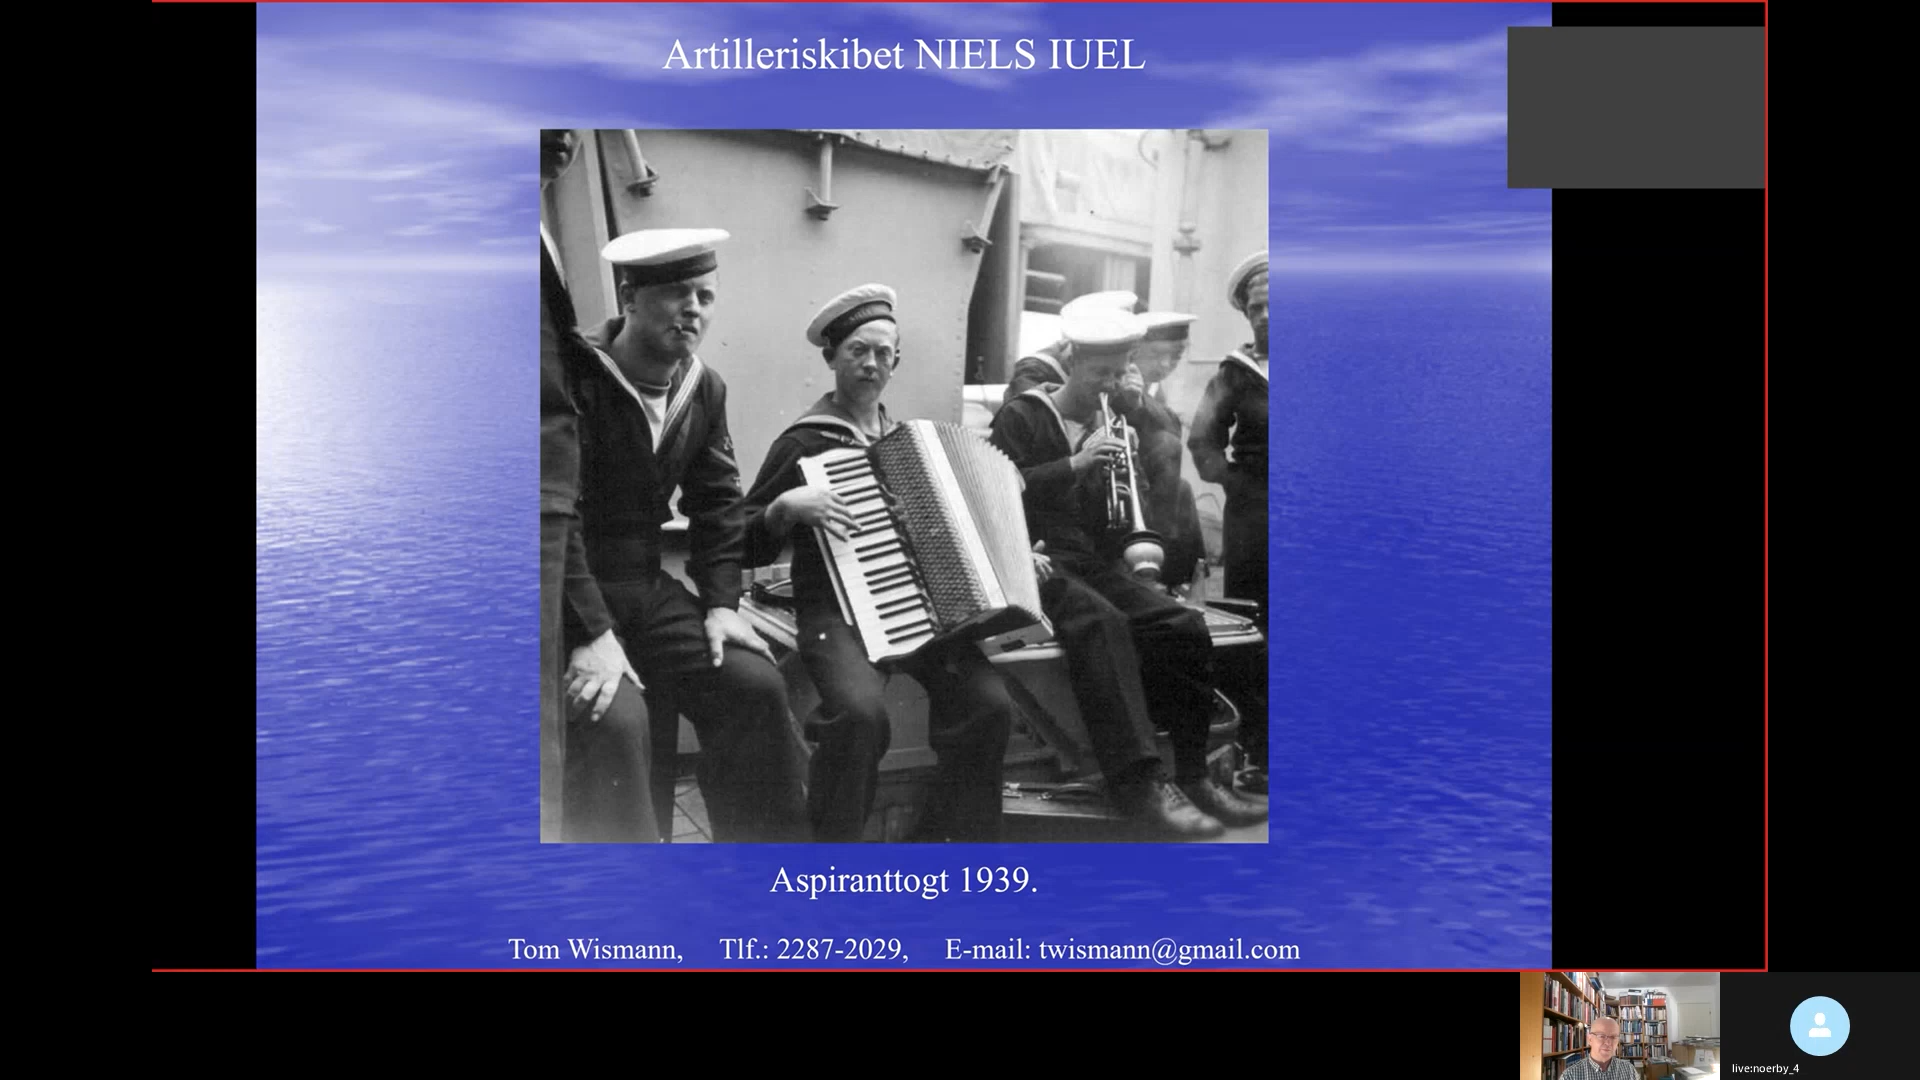 Artilleriskibet NIELS IUEL
Aspiranttogt 1939.
Tom Wismann, Tlf.: 2287-2029, E-mail: twismann@gmail.com
live:noerby_4